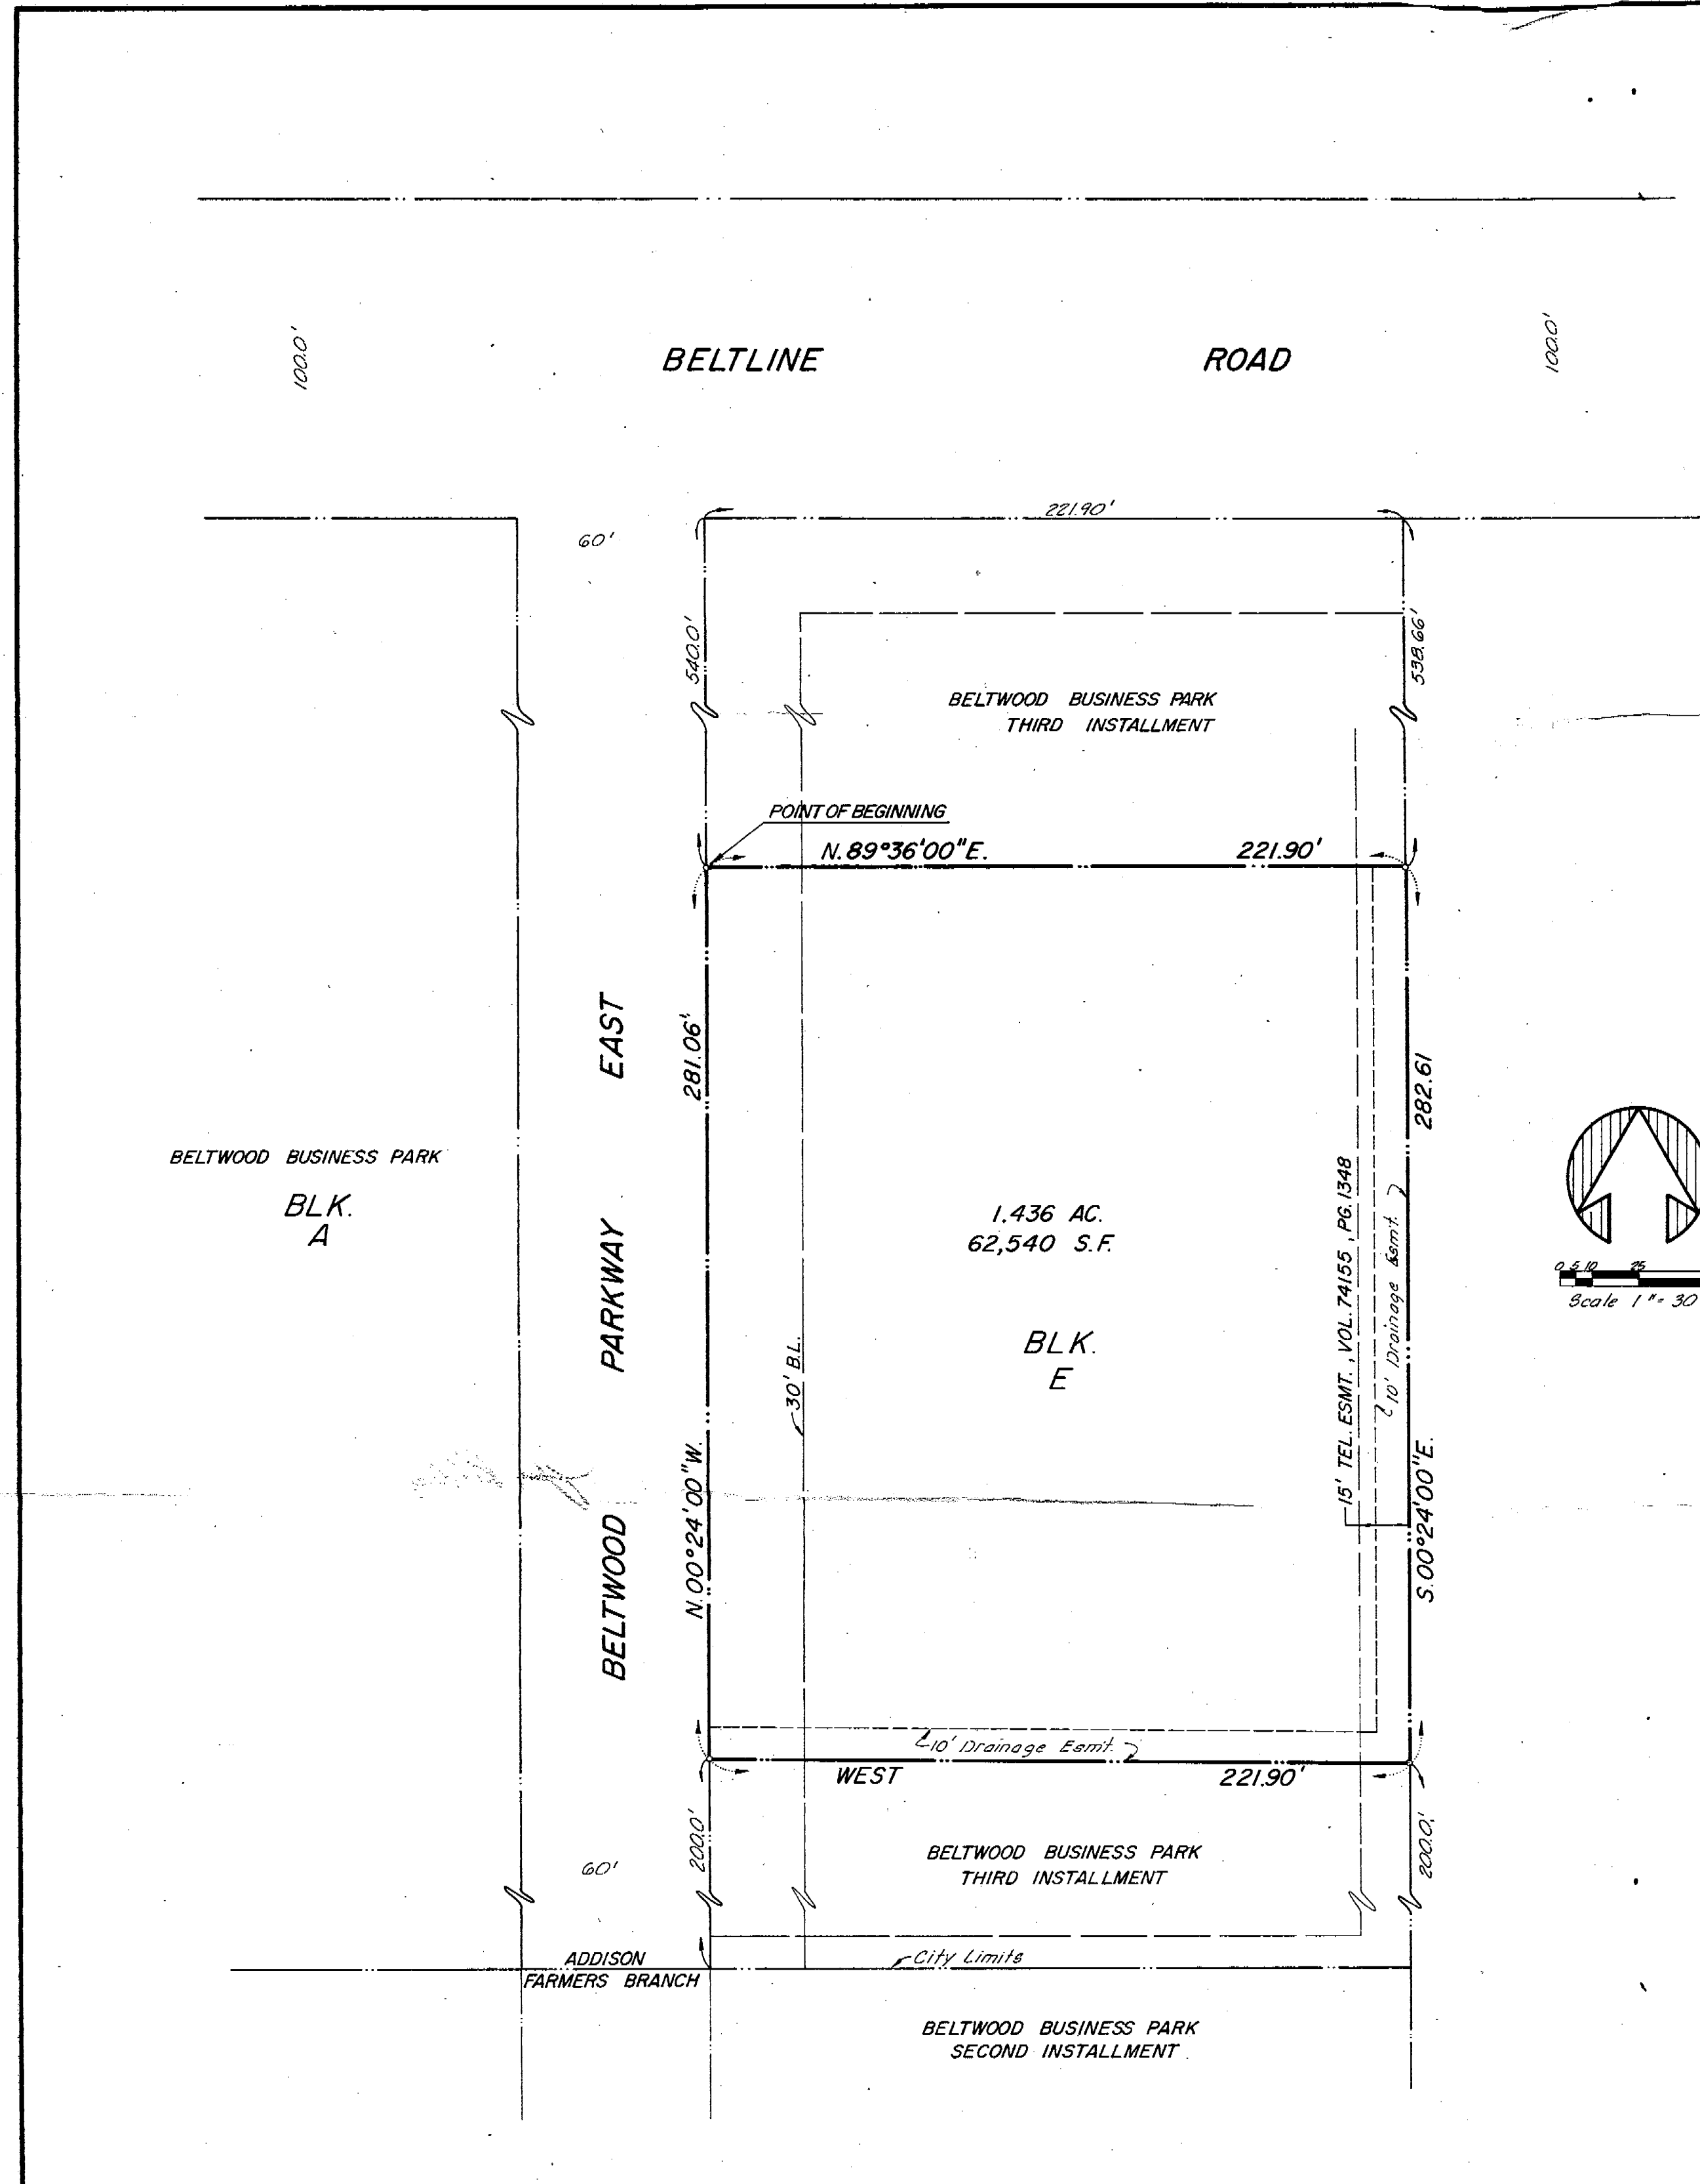 100.0'
BELTLINE ROAD
100.0'
221.90'
60'
540.0'
538.66'
BELTWOOD BUSINESS PARK
THIRD INSTALLMENT
POINT OF BEGINNING
N. 89°36'00"E. 221.90'
281.06'
N.00°24'00"W.
BELTWOOD PARKWAY EAST
282.61
S.00°24'00"E.
BELTWOOD BUSINESS PARK
BLK.
A
1.436 AC.
62,540 S.F.
BLK.
E
30' B.L.
15' TEL. ESMT., VOL. 74155, PG. 1348
10' Drainage Esmt.
0 5 10 25
Scale 1" = 30
10' Drainage Esmt.
WEST 221.90'
200.0'
200.0'
60'
BELTWOOD BUSINESS PARK
THIRD INSTALLMENT
ADDISON
City Limits
FARMERS BRANCH
BELTWOOD BUSINESS PARK
SECOND INSTALLMENT